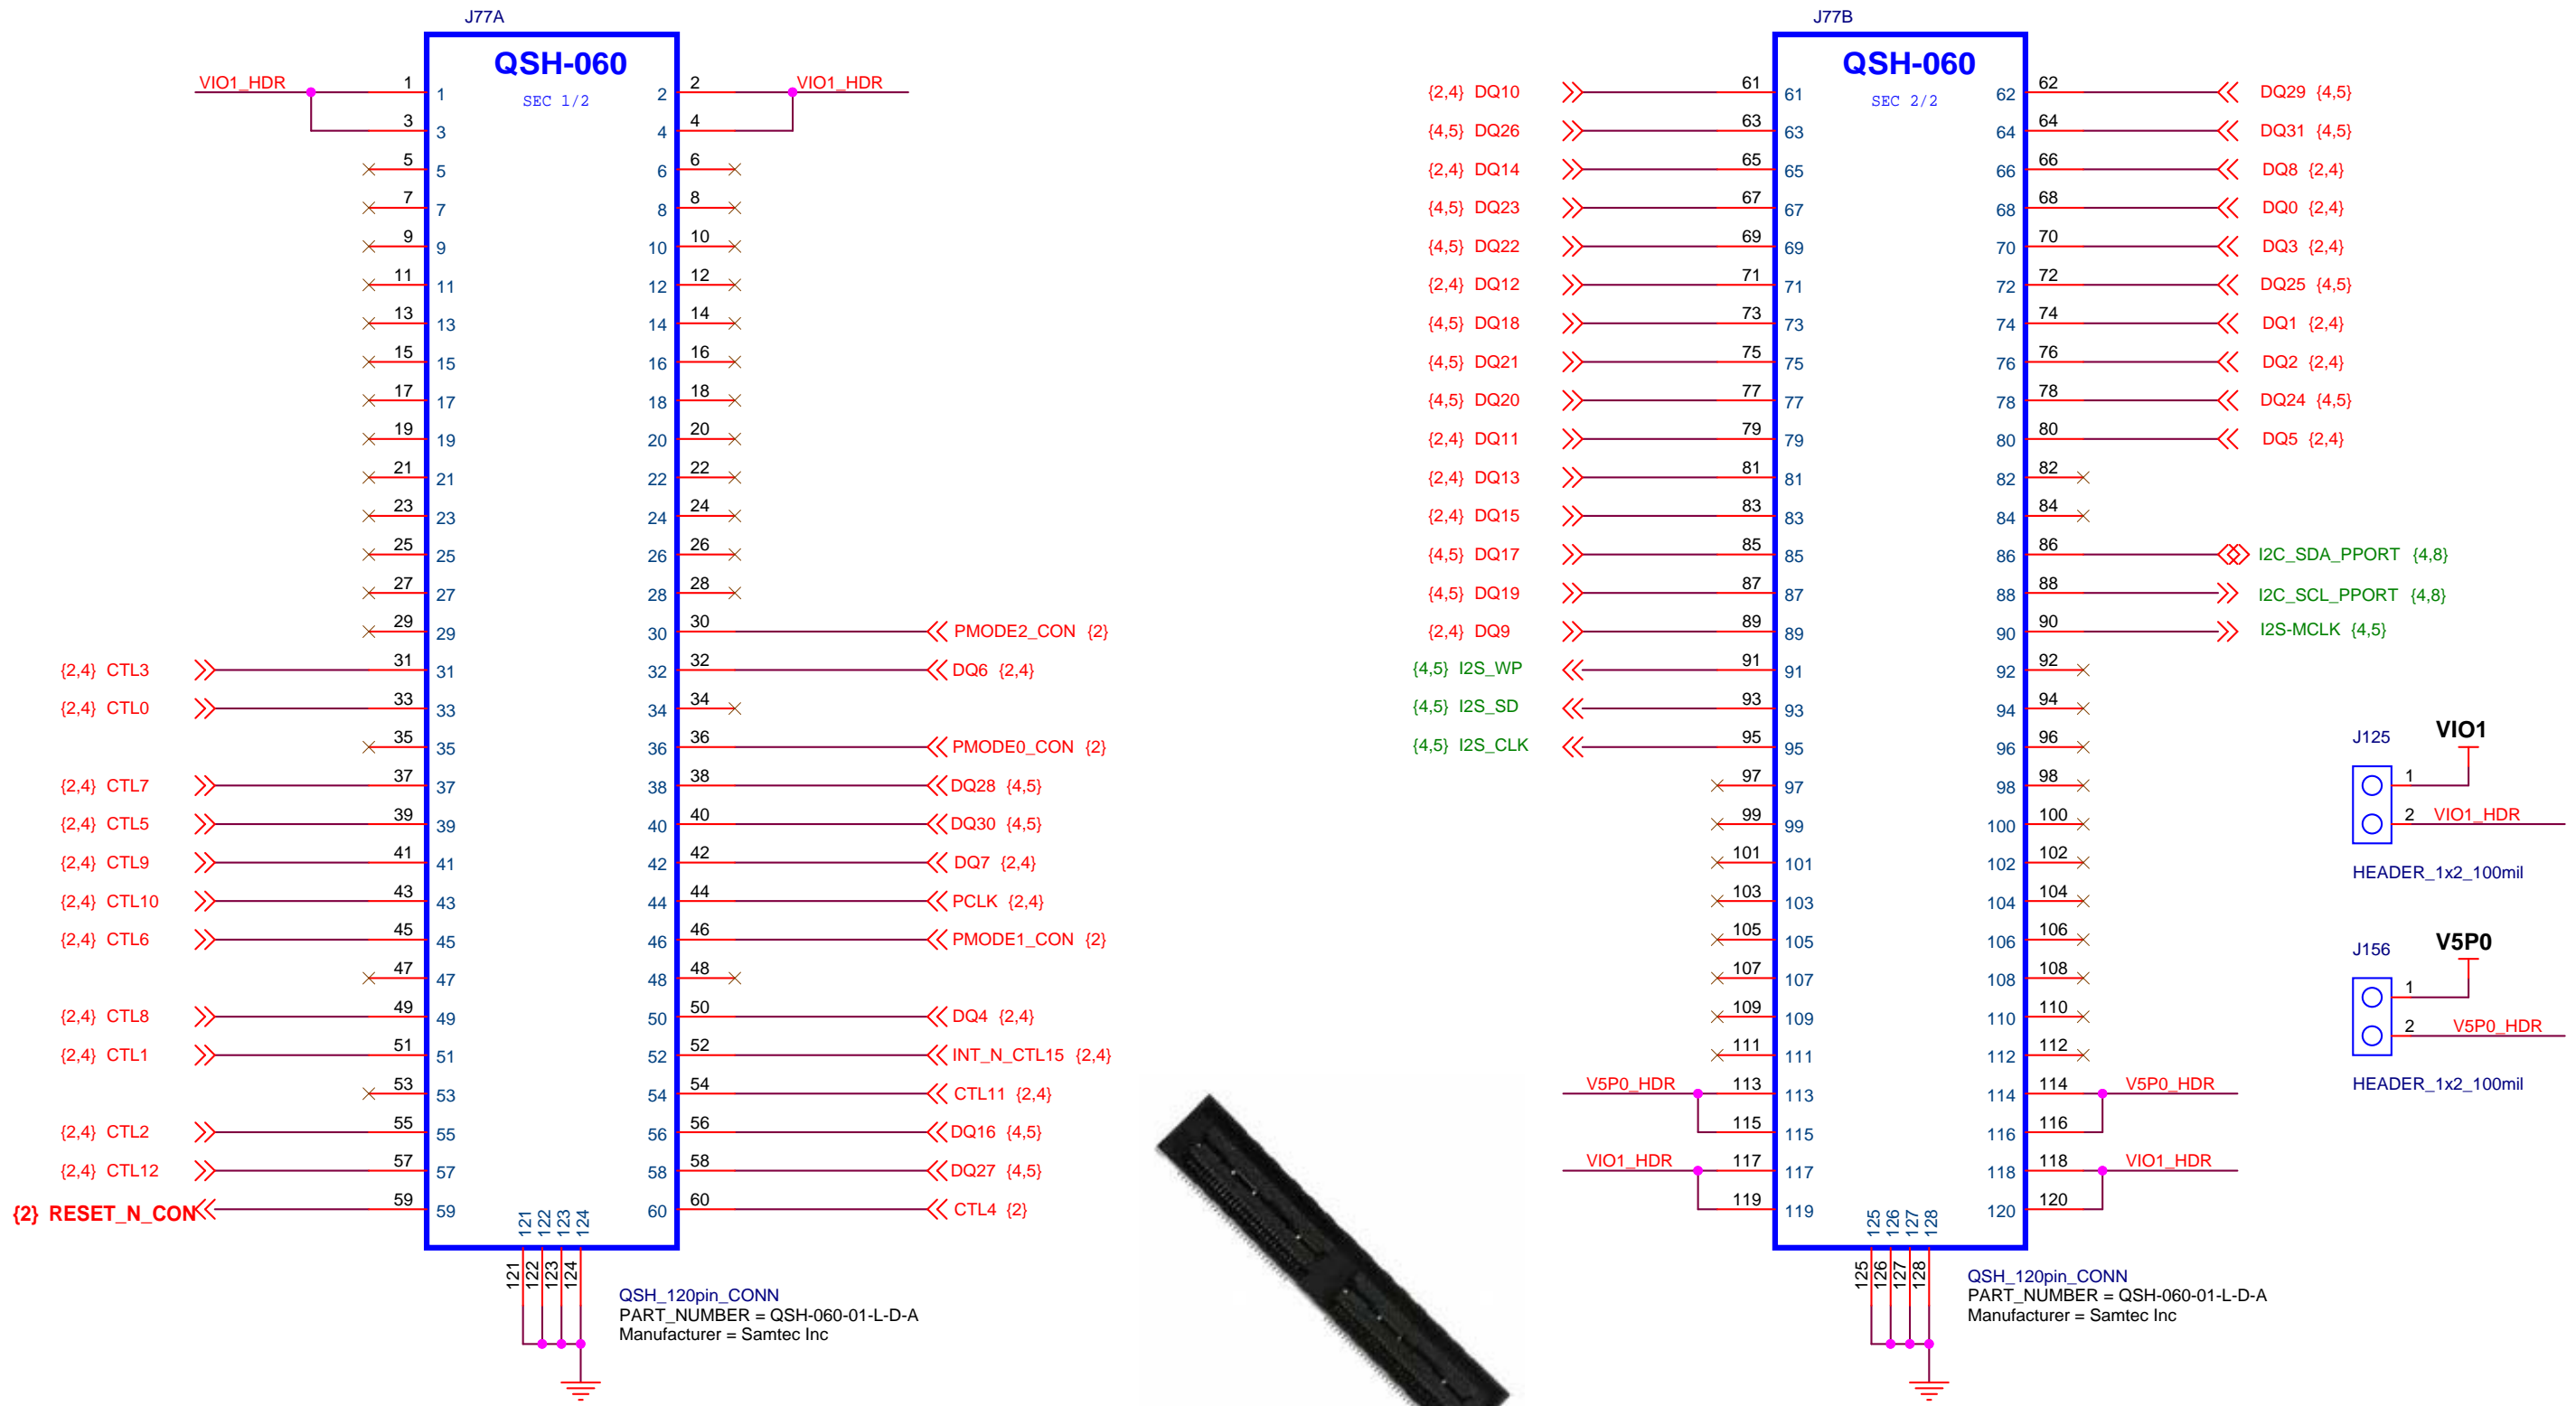 J77A
QSH-060
SEC 1/2
VIO1_HDR 1 1 2 2 VIO1_HDR
3 3 4 4
5 5 6 6
7 7 8 8
9 9 10 10
11 11 12 12
13 13 14 14
15 15 16 16
17 17 18 18
19 19 20 20
21 21 22 22
23 23 24 24
25 25 26 26
27 27 28 28
29 29 30 30 PMODE2_CON {2}
{2,4} CTL3 31 31 32 32 DQ6 {2,4}
{2,4} CTL0 33 33 34 34
35 35 36 36 PMODE0_CON {2}
{2,4} CTL7 37 37 38 38 DQ28 {4,5}
{2,4} CTL5 39 39 40 40 DQ30 {4,5}
{2,4} CTL9 41 41 42 42 DQ7 {2,4}
{2,4} CTL10 43 43 44 44 PCLK {2,4}
{2,4} CTL6 45 45 46 46 PMODE1_CON {2}
47 47 48 48
{2,4} CTL8 49 49 50 50 DQ4 {2,4}
{2,4} CTL1 51 51 52 52 INT_N_CTL15 {2,4}
53 53 54 54 CTL11 {2,4}
{2,4} CTL2 55 55 56 56 DQ16 {4,5}
{2,4} CTL12 57 57 58 58 DQ27 {4,5}
{2} RESET_N_CON 59 59 60 60 CTL4 {2}
121 122 123 124
121 122 123 124
QSH_120pin_CONN
PART_NUMBER = QSH-060-01-L-D-A
Manufacturer = Samtec Inc
J77B
QSH-060
SEC 2/2
{2,4} DQ10 61 61 62 62 DQ29 {4,5}
{4,5} DQ26 63 63 64 64 DQ31 {4,5}
{2,4} DQ14 65 65 66 66 DQ8 {2,4}
{4,5} DQ23 67 67 68 68 DQ0 {2,4}
{4,5} DQ22 69 69 70 70 DQ3 {2,4}
{2,4} DQ12 71 71 72 72 DQ25 {4,5}
{4,5} DQ18 73 73 74 74 DQ1 {2,4}
{4,5} DQ21 75 75 76 76 DQ2 {2,4}
{4,5} DQ20 77 77 78 78 DQ24 {4,5}
{2,4} DQ11 79 79 80 80 DQ5 {2,4}
{2,4} DQ13 81 81 82 82
{2,4} DQ15 83 83 84 84
{4,5} DQ17 85 85 86 86 I2C_SDA_PPORT {4,8}
{4,5} DQ19 87 87 88 88 I2C_SCL_PPORT {4,8}
{2,4} DQ9 89 89 90 90 I2S-MCLK {4,5}
{4,5} I2S_WP 91 91 92 92
{4,5} I2S_SD 93 93 94 94
{4,5} I2S_CLK 95 95 96 96
97 97 98 98
99 99 100 100
101 101 102 102
103 103 104 104
105 105 106 106
107 107 108 108
109 109 110 110
111 111 112 112
V5P0_HDR 113 113 114 114 V5P0_HDR
115 115 116 116
VIO1_HDR 117 117 118 118 VIO1_HDR
119 119 120 120
125 126 127 128
125 126 127 128
QSH_120pin_CONN
PART_NUMBER = QSH-060-01-L-D-A
Manufacturer = Samtec Inc
J125 VIO1
1
2 VIO1_HDR
HEADER_1x2_100mil
J156 V5P0
1
2 V5P0_HDR
HEADER_1x2_100mil